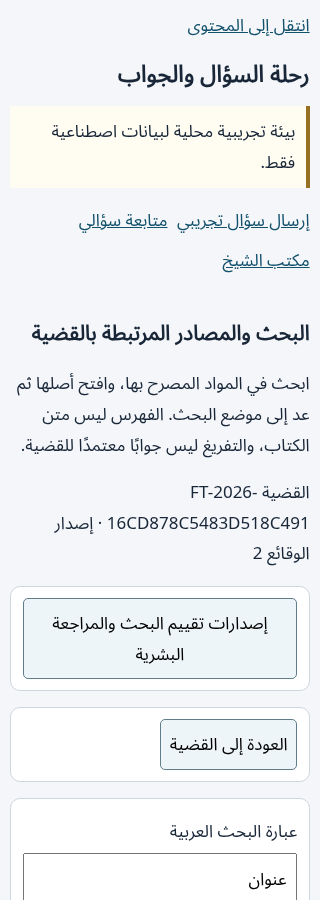 انتقل إلى المحتوى
رحلة السؤال والجواب
بيئة تجريبية محلية لبيانات اصطناعية
فقط.
إرسال سؤال تجريبي متابعة سؤالي
مكتب الشيخ
البحث والمصادر المرتبطة بالقضية
ابحث في المواد المصرح بها، وافتح أصلها ثم
عد إلى موضع البحث. الفهرس ليس متن
الكتاب، والتفريغ ليس جوابًا معتمدًا للقضية.
القضية FT-2026-
16CD878C5483D518C491 · إصدار
الوقائع 2
إصدارات تقييم البحث والمراجعة
البشرية
العودة إلى القضية
عبارة البحث العربية
عنوان